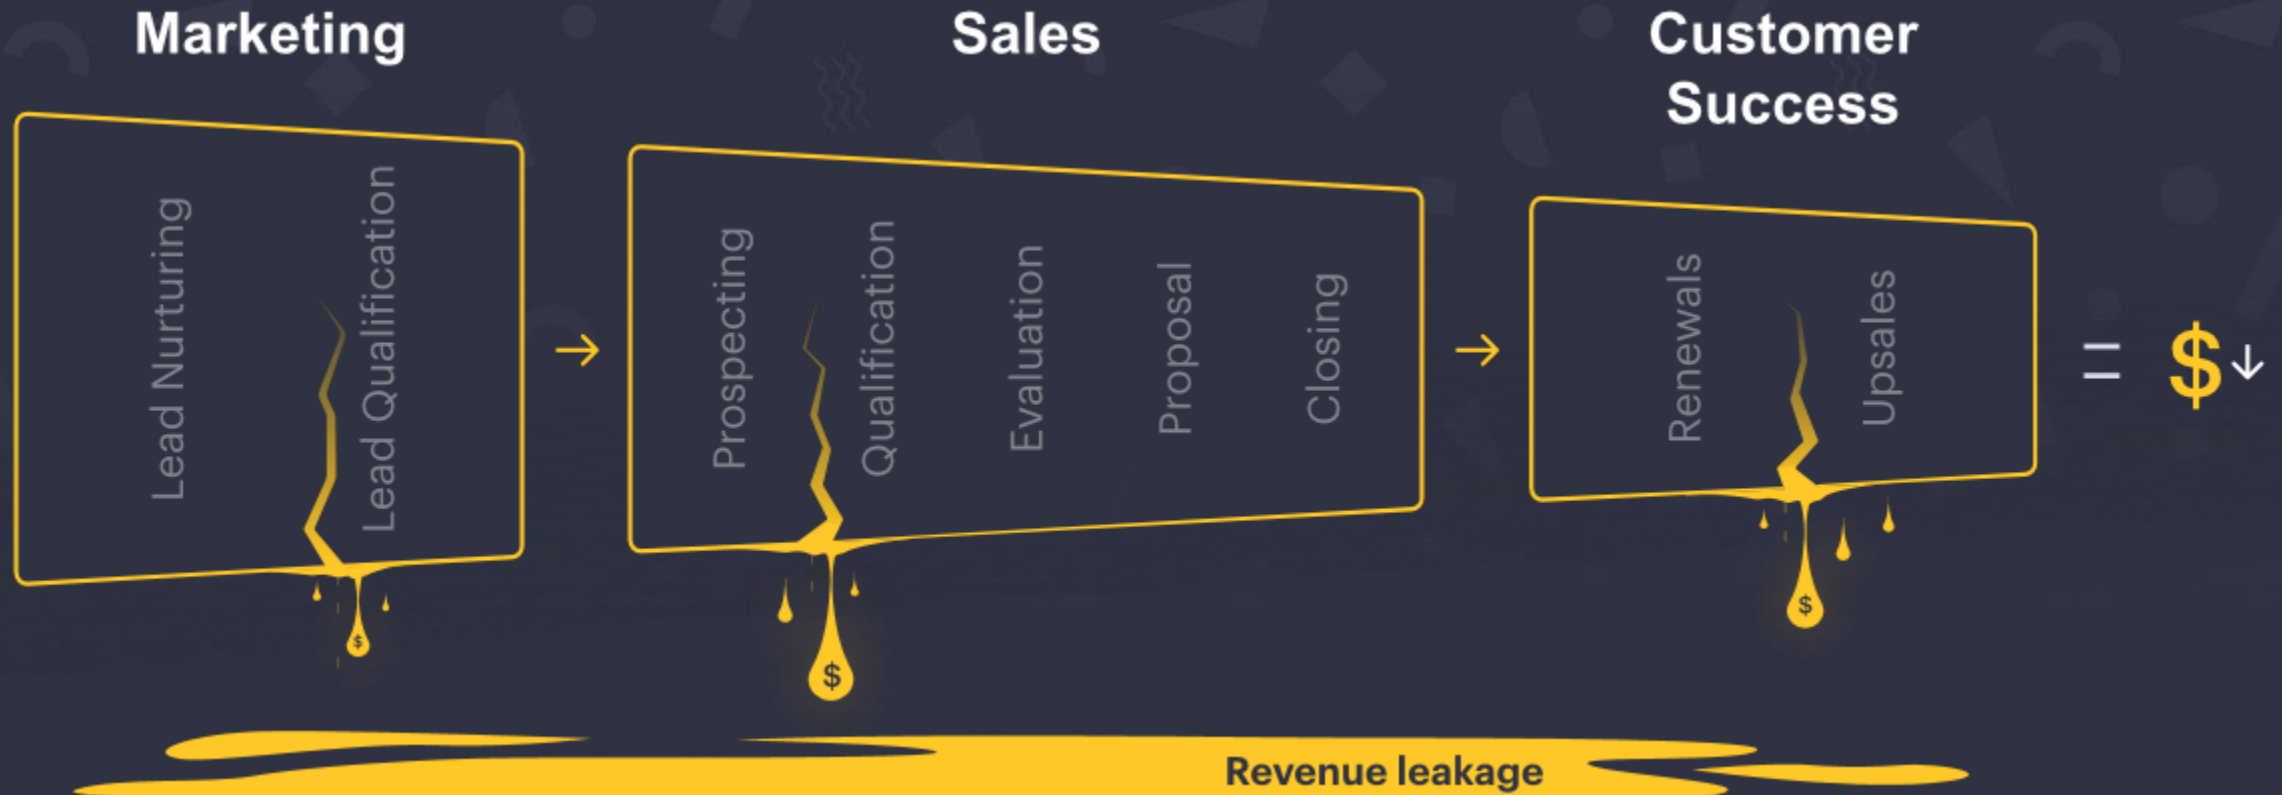 Marketing
Lead Nurturing
Lead Qualification
→
Sales
Prospecting
Qualification
Evaluation
Proposal
Closing
→
Customer
Success
Renewals
Upsales
= $↓
$
$
$
Revenue leakage